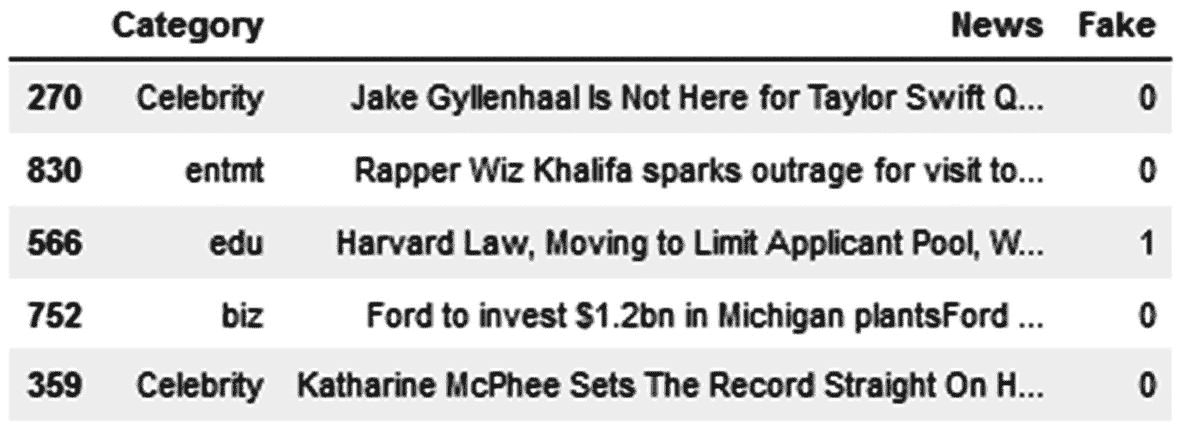 Category News Fake
270 Celebrity Jake Gyllenhaal Is Not Here for Taylor Swift Q... 0
830 entmt Rapper Wiz Khalifa sparks outrage for visit to... 0
566 edu Harvard Law, Moving to Limit Applicant Pool, W... 1
752 biz Ford to invest $1.2bn in Michigan plantsFord ... 0
359 Celebrity Katharine McPhee Sets The Record Straight On H... 0